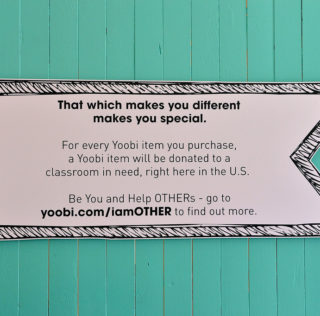 That which makes you different
makes you special.
For every Yoobi item you purchase,
a Yoobi item will be donated to a
classroom in need, right here in the U.S.
Be You and Help OTHERs - go to
yoobi.com/iamOTHER to find out more.